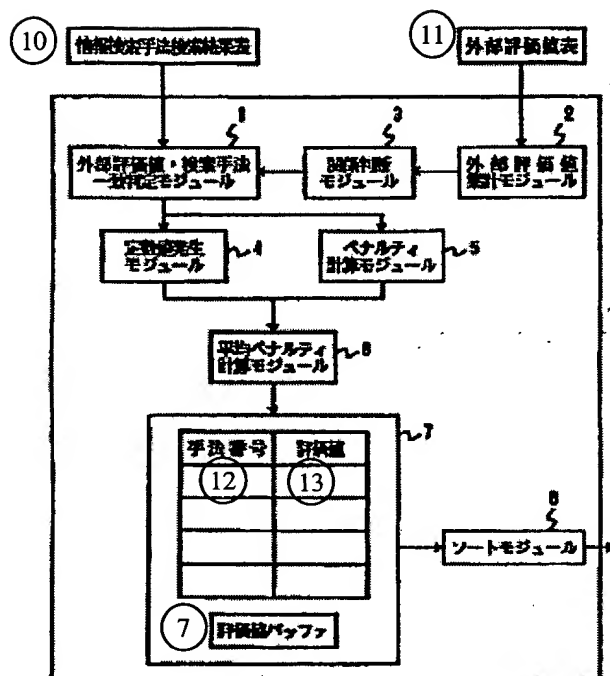 10 情報検索手法検索結果表
11 外部評価値表
1
3
2
外部評価値・検索手法
一致判定モジュール
誤差判断
モジュール
外部評価値
集計モジュール
定数値発生
モジュール
4
ペナルティ
計算モジュール
5
平均ペナルティ
計算モジュール
6
7
手法番号 評価値
12 13
8
ソートモジュール
7 評価値バッファ